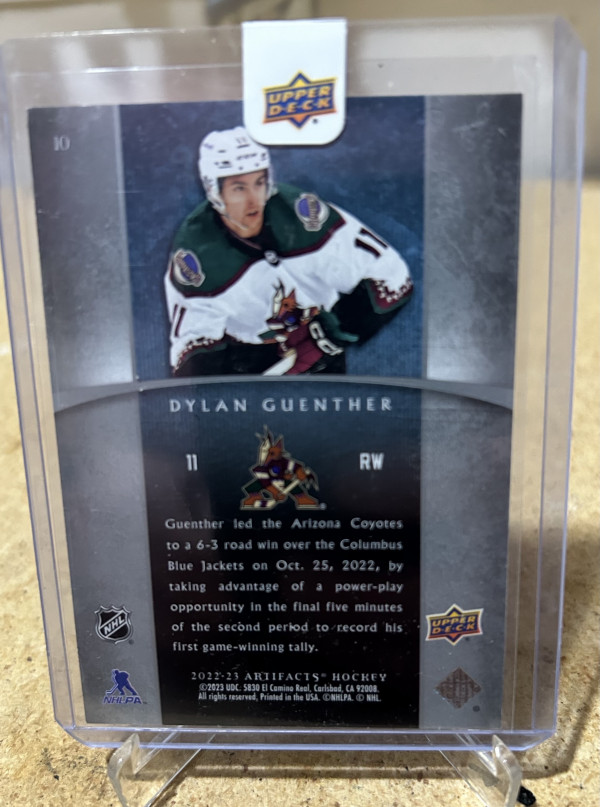 UPPER
D·E·C·K
10
11
11
DYLAN GUENTHER
11
RW
Guenther led the Arizona Coyotes
to a 6-3 road win over the Columbus
Blue Jackets on Oct. 25, 2022, by
taking advantage of a power-play
opportunity in the final five minutes
of the second period to record his
first game-winning tally.
NHL
UPPER
D·E·C·K
NHLPA
2022-23 ARTIFACTS® HOCKEY
©2023 UDC. 5830 El Camino Real, Carlsbad, CA 92008.
All rights reserved. Printed in the USA. ©NHLPA. © NHL.